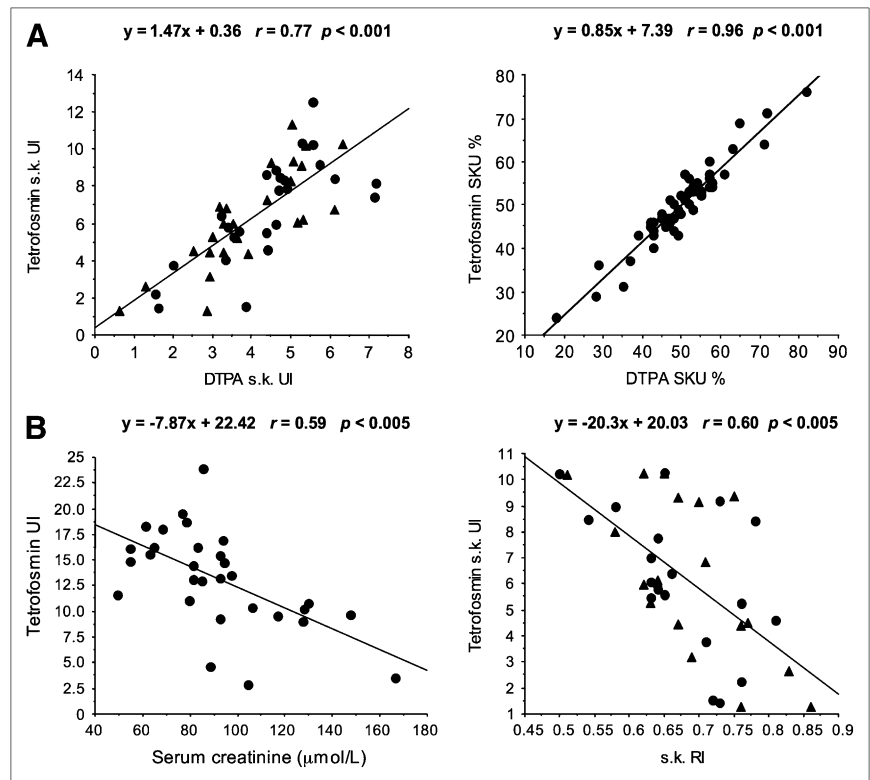 A
y = 1.47x + 0.36 r = 0.77 p < 0.001
y = 0.85x + 7.39 r = 0.96 p < 0.001
14
12
10
8
6
4
2
0
Tetrofosmin s.k. UI
0 1 2 3 4 5 6 7 8
DTPA s.k. UI
80
70
60
50
40
30
20
Tetrofosmin SKU %
10 20 30 40 50 60 70 80 90
DTPA SKU %
B
y = -7.87x + 22.42 r = 0.59 p < 0.005
y = -20.3x + 20.03 r = 0.60 p < 0.005
25
22.5
20.0
17.5
15.0
12.5
10.0
7.5
5.0
2.5
0
Tetrofosmin UI
40 60 80 100 120 140 160 180
Serum creatinine (μmol/L)
11
10
9
8
7
6
5
4
3
2
1
Tetrofosmin s.k. UI
0.45 0.5 0.55 0.6 0.65 0.7 0.75 0.8 0.85 0.9
s.k. RI